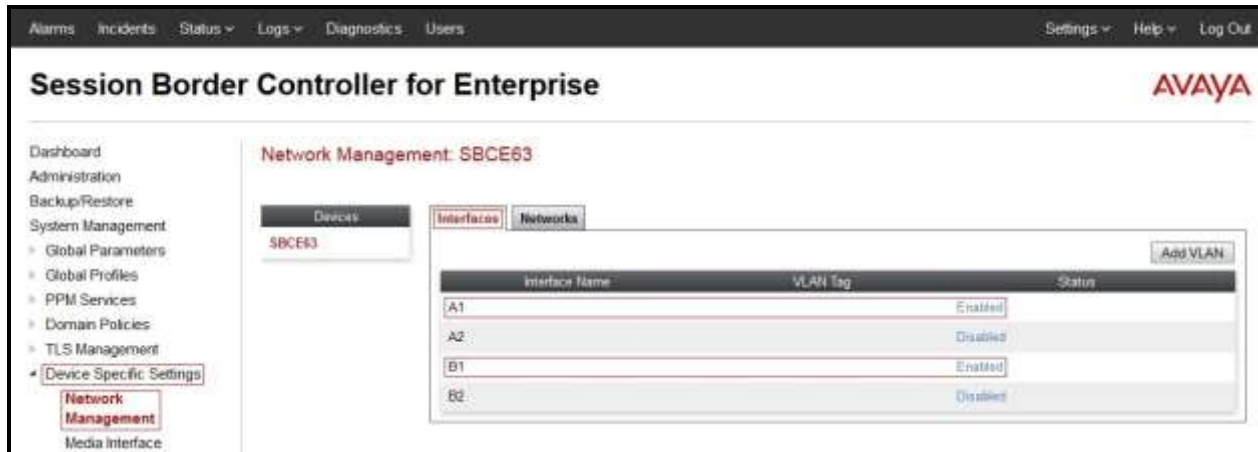 Alarms Incidents Status Logs Diagnostics Users Settings Help Log Out
Session Border Controller for Enterprise
AVAYA
Dashboard
Administration
Backup/Restore
System Management
Global Parameters
Global Profiles
PPM Services
Domain Policies
TLS Management
Device Specific Settings
Network
Management
Media Interface
Network Management: SBCE63
Devices
SBCE63
Interfaces Networks
Add VLAN
Interface Name VLAN Tag Status
A1 Enabled
A2 Disabled
B1 Enabled
B2 Disabled